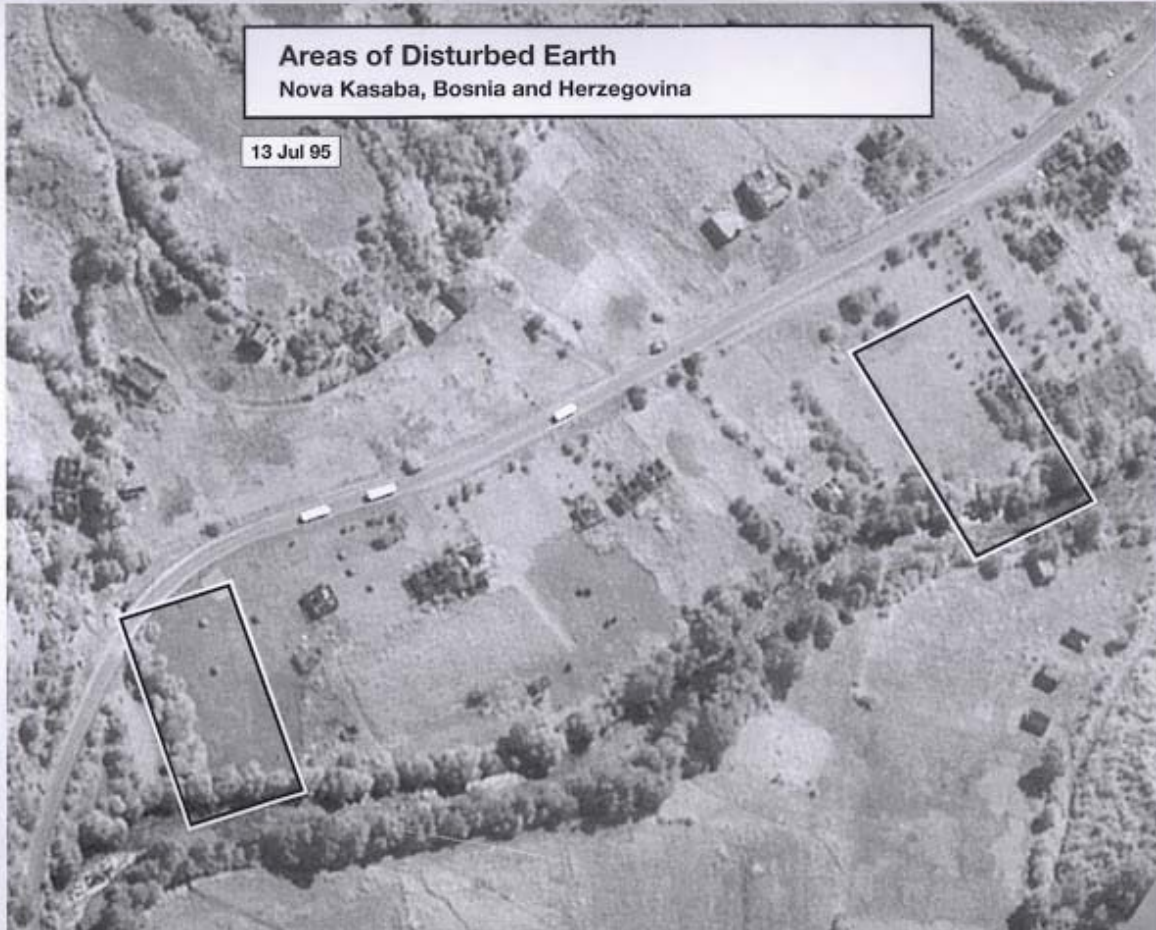 Areas of Disturbed Earth
Nova Kasaba, Bosnia and Herzegovina
13 Jul 95